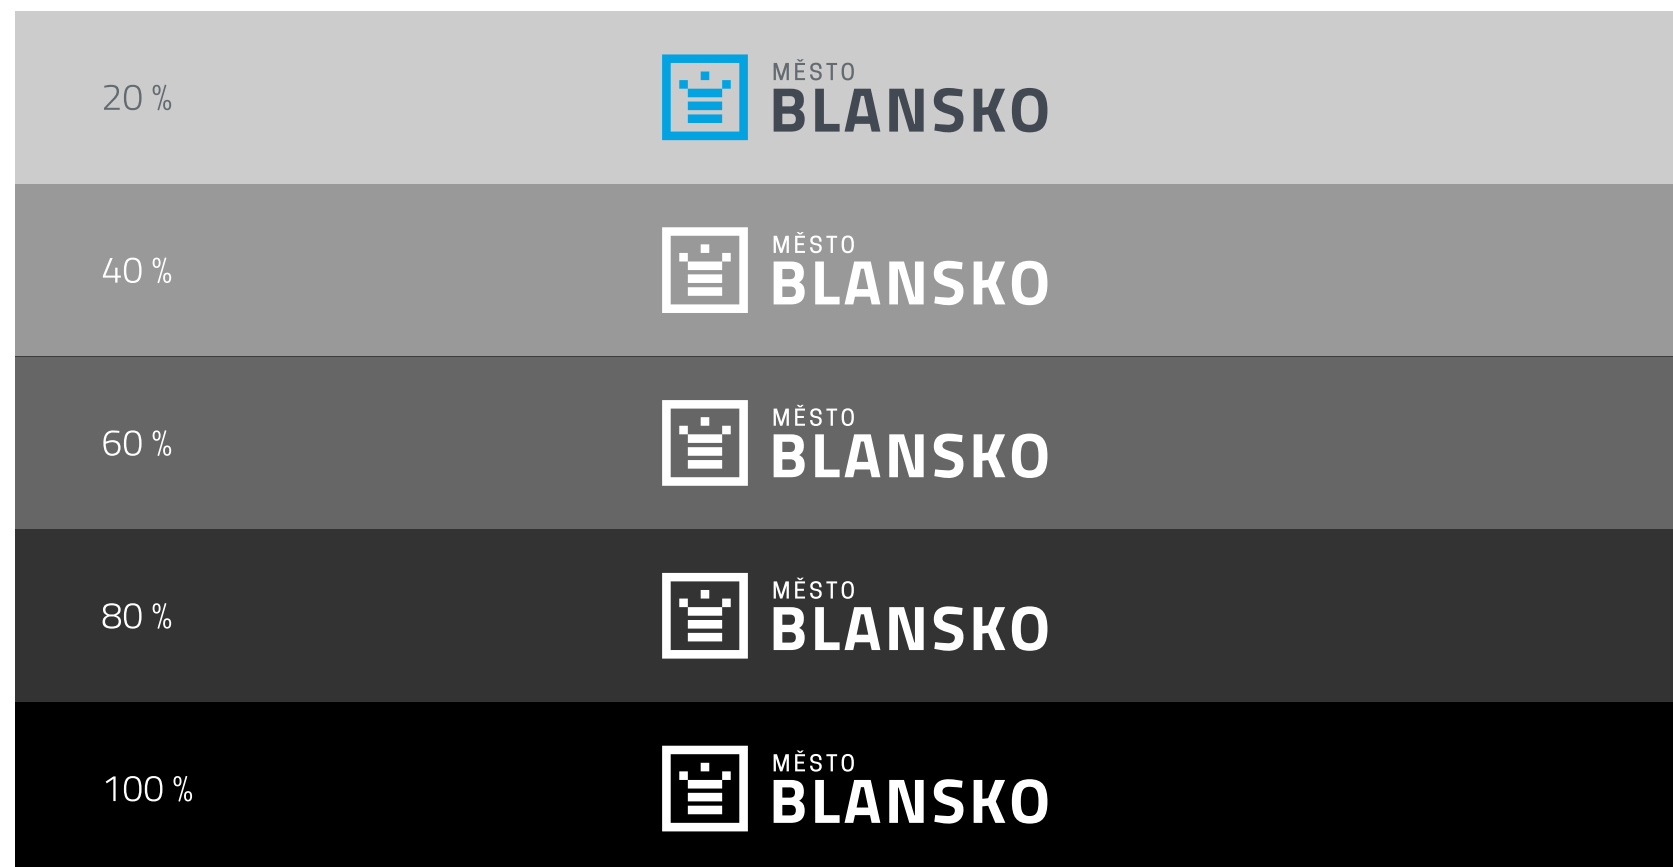 20 %
MĚSTO
BLANSKO
40 %
MĚSTO
BLANSKO
60 %
MĚSTO
BLANSKO
80 %
MĚSTO
BLANSKO
100 %
MĚSTO
BLANSKO